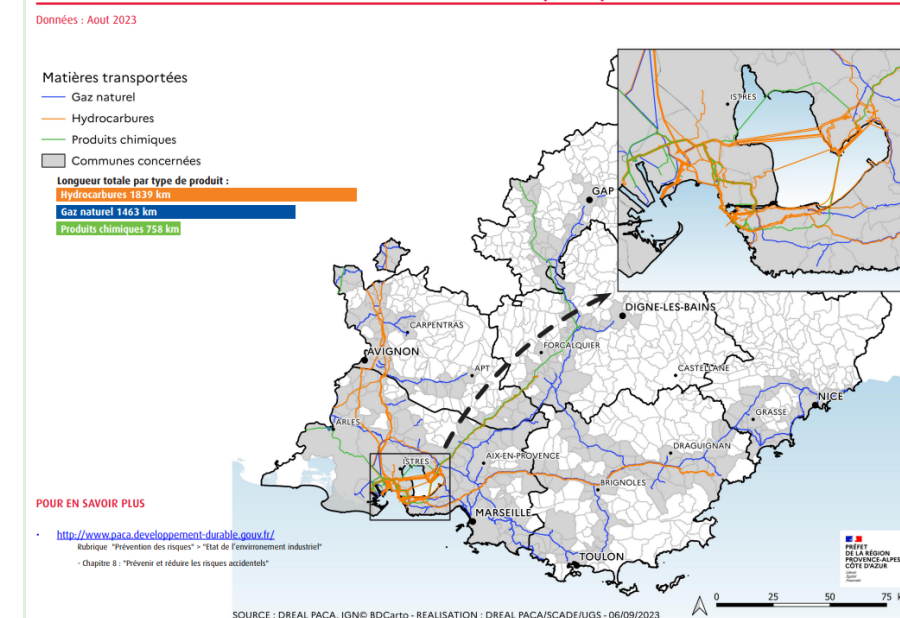 Données : Aout 2023
Matières transportées
Gaz naturel
Hydrocarbures
Produits chimiques
Communes concernées
Longueur totale par type de produit :
Hydrocarbures 1839 km
Gaz naturel 1463 km
Produits chimiques 758 km
ISTRES
GAP
DIGNE-LES-BAINS
CARPENTRAS
FORCALQUIER
AVIGNON
APT
CASTELLANE
NICE
GRASSE
ARLES
DRAGUIGNAN
ISTRES
AIX-EN-PROVENCE
BRIGNOLES
MARSEILLE
TOULON
POUR EN SAVOIR PLUS
• http://www.paca.developpement-durable.gouv.fr/
Rubrique "Prévention des risques" > "Etat de l'environnement industriel"
- Chapitre 8 : "Prévenir et réduire les risques accidentels"
PRÉFET
DE LA RÉGION
PROVENCE-ALPES
CÔTE D'AZUR
0 25 50 75 k
SOURCE : DREAL PACA, IGN© BDCarto - REALISATION : DREAL PACA/SCADE/UGS - 06/09/2023